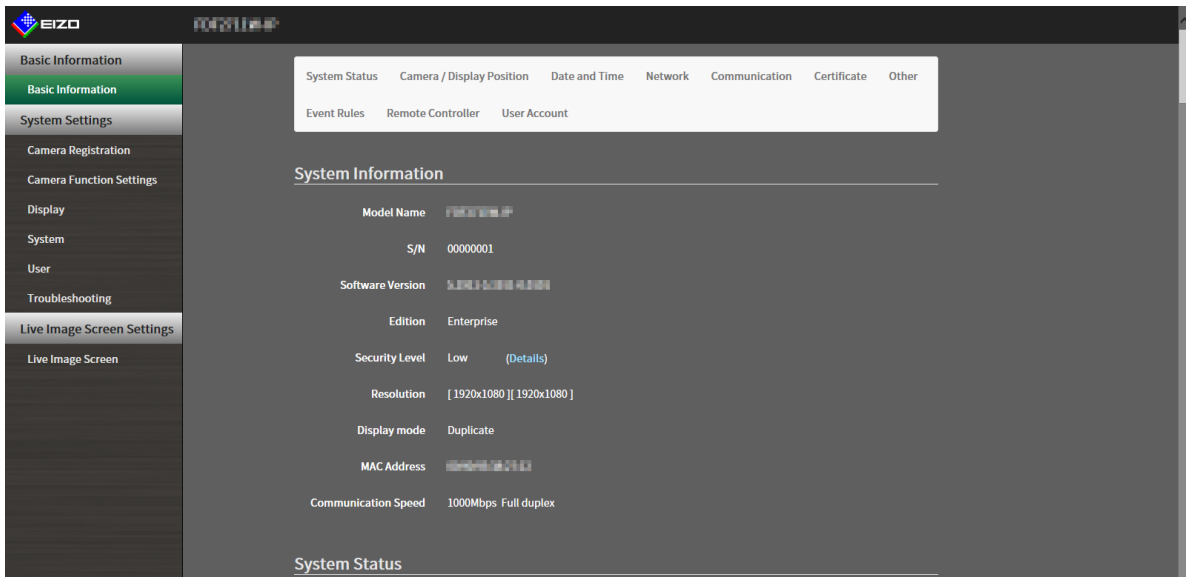 EIZO
Basic Information
Basic Information
System Settings
Camera Registration
Camera Function Settings
Display
System
User
Troubleshooting
Live Image Screen Settings
Live Image Screen
System Status Camera / Display Position Date and Time Network Communication Certificate Other
Event Rules Remote Controller User Account
System Information
Model Name
S/N 00000001
Software Version
Edition Enterprise
Security Level Low (Details)
Resolution [ 1920x1080 ][ 1920x1080 ]
Display mode Duplicate
MAC Address
Communication Speed 1000Mbps Full duplex
System Status